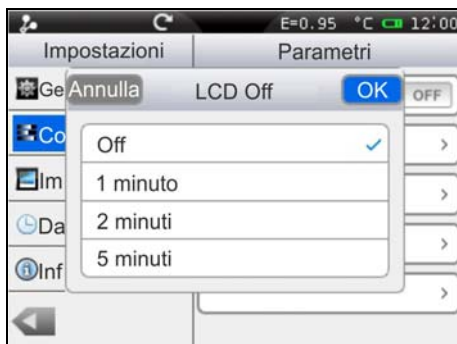 E=0.95 °C 12:00
Impostazioni Parametri
Ge
Annulla LCD Off OK
OFF
Co
Off
Im
1 minuto
Da
2 minuti
Inf
5 minuti